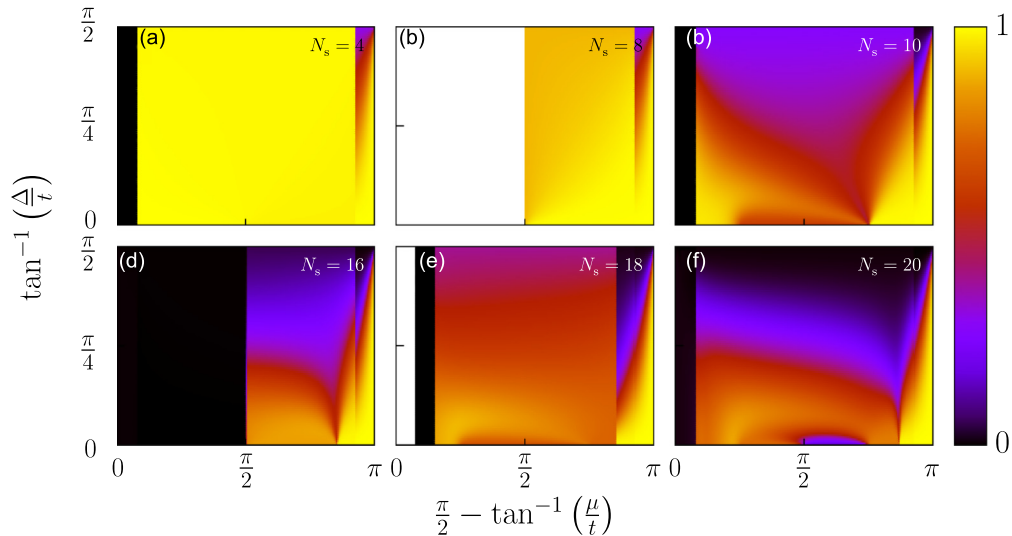 π/2 (a) N_s = 4 (b) N_s = 8 (b) N_s = 10 1
π/4
0
tan⁻¹ (Δ/t)
π/2 (d) N_s = 16 (e) N_s = 18 (f) N_s = 20
π/4
0 0
0 π/2 π 0 π/2 π 0 π/2 π
π/2 − tan⁻¹ (μ/t)